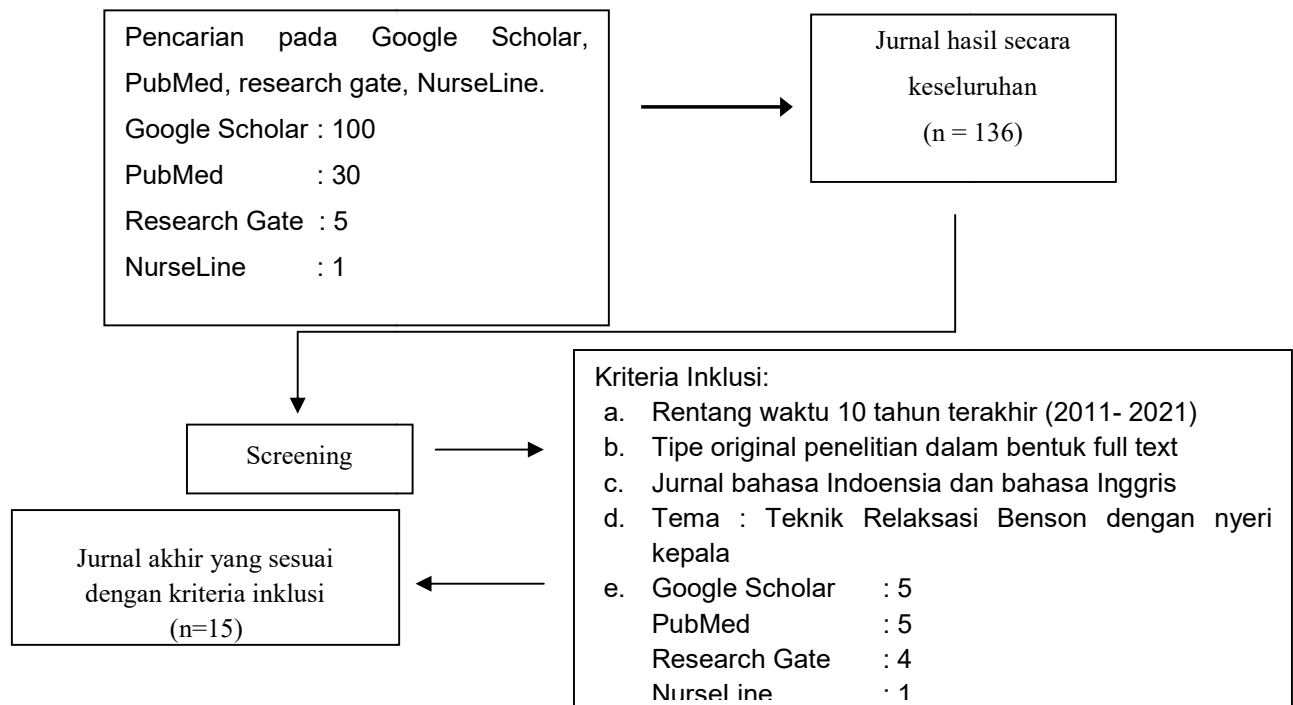 Pencarian pada Google Scholar,
PubMed, research gate, NurseLine.
Google Scholar : 100
PubMed : 30
Research Gate : 5
NurseLine : 1
Jurnal hasil secara
keseluruhan
(n = 136)
Screening
Kriteria Inklusi:
a. Rentang waktu 10 tahun terakhir (2011- 2021)
b. Tipe original penelitian dalam bentuk full text
c. Jurnal bahasa Indoensia dan bahasa Inggris
d. Tema : Teknik Relaksasi Benson dengan nyeri
kepala
e. Google Scholar : 5
PubMed : 5
Research Gate : 4
NurseLine : 1
Jurnal akhir yang sesuai
dengan kriteria inklusi
(n=15)